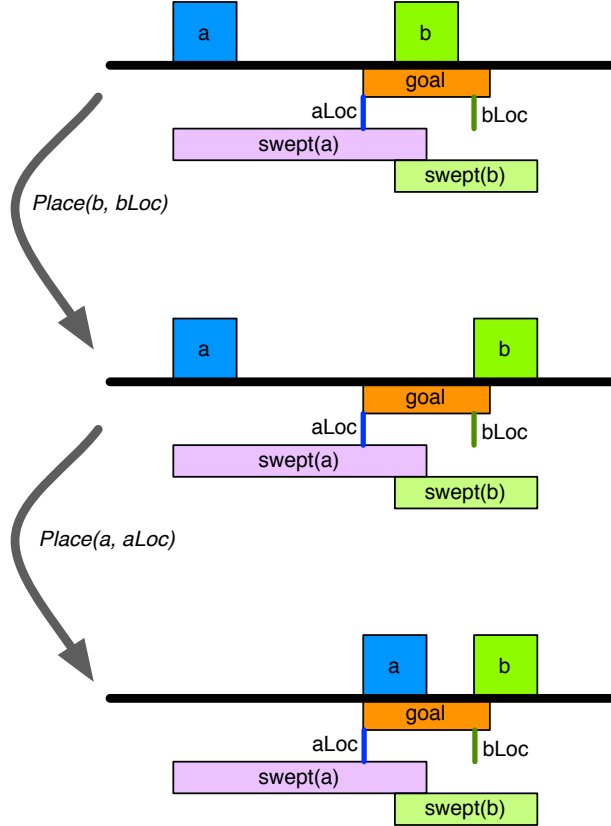 a b
goal
aLoc bLoc
swept(a)
swept(b)
Place(b, bLoc)
a b
goal
aLoc bLoc
swept(a)
swept(b)
Place(a, aLoc)
a b
goal
aLoc bLoc
swept(a)
swept(b)